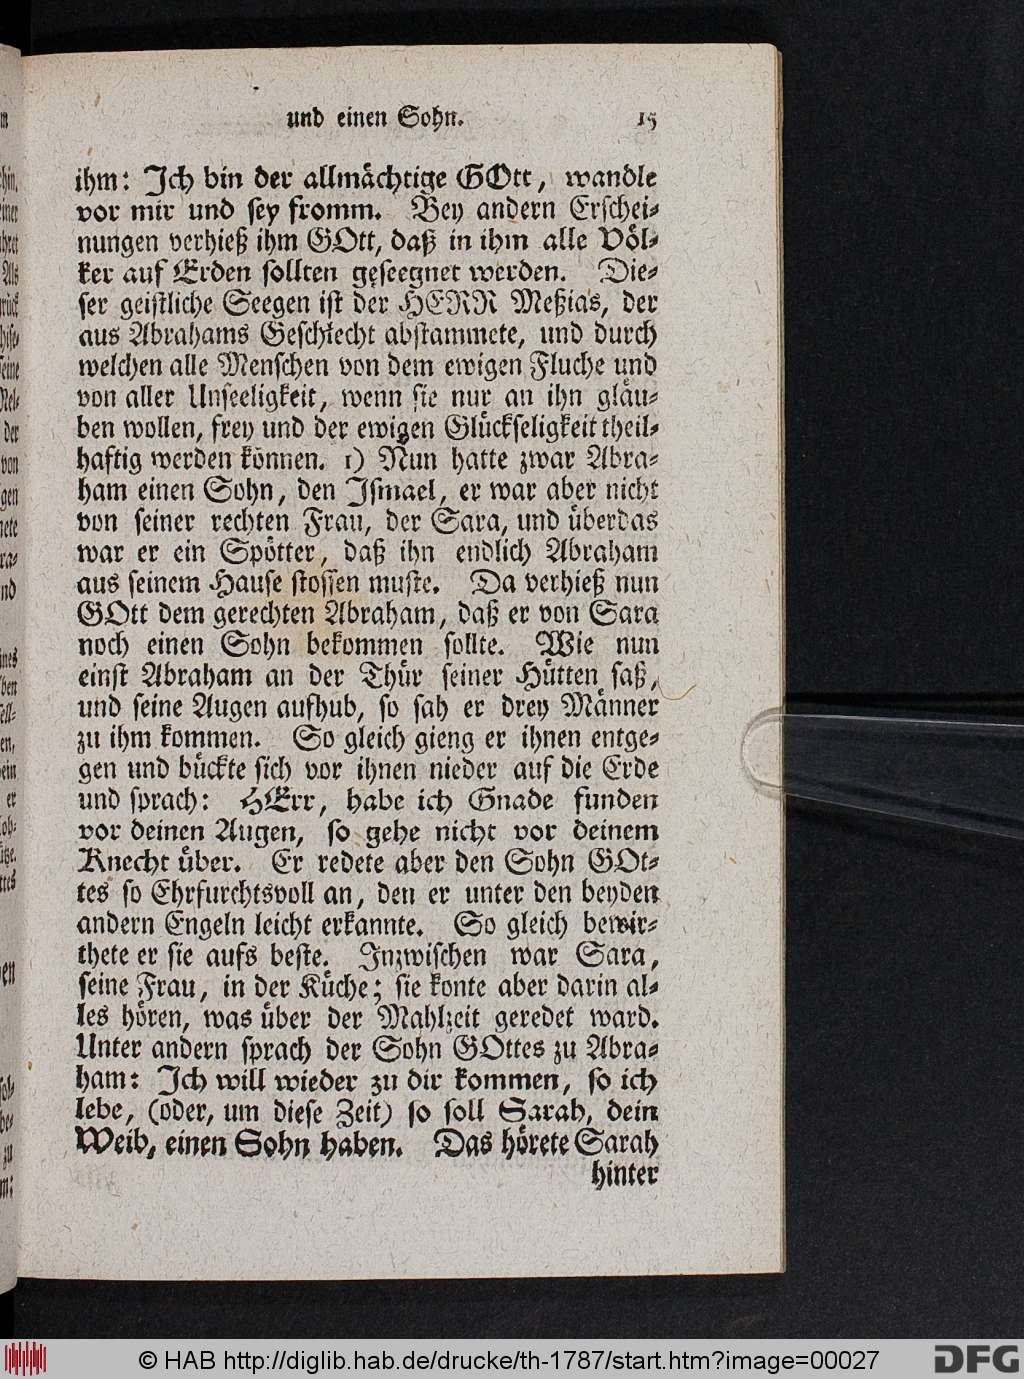 und einen Sohn. 15
ihm: Ich bin der allmächtige GOtt, wandle
vor mir und sey fromm. Bey andern Erschei-
nungen verhieß ihm GOtt, daß in ihm alle Völ-
ker auf Erden sollten geseegnet werden. Die-
ser geistliche Seegen ist der HERR Meßias, der
aus Abrahams Geschlecht abstammete, und durch
welchen alle Menschen von dem ewigen Fluche und
von aller Unseeligkeit, wenn sie nur an ihn gläu-
ben wollen, frey und der ewigen Glückseligkeit theil-
haftig werden können. 1) Nun hatte zwar Abra-
ham einen Sohn, den Ismael, er war aber nicht
von seiner rechten Frau, der Sara, und überdas
war er ein Spötter, daß ihn endlich Abraham
aus seinem Hause stossen muste. Da verhieß nun
GOtt dem gerechten Abraham, daß er von Sara
noch einen Sohn bekommen sollte. Wie nun
einst Abraham an der Thür seiner Hütten saß,
und seine Augen aufhub, so sah er drey Männer
zu ihm kommen. So gleich gieng er ihnen entge-
gen und bückte sich vor ihnen nieder auf die Erde
und sprach: HErr, habe ich Gnade funden
vor deinen Augen, so gehe nicht vor deinem
Knecht über. Er redete aber den Sohn GOt-
tes so Ehrfurchtsvoll an, den er unter den beyden
andern Engeln leicht erkannte. So gleich bewir-
thete er sie aufs beste. Inzwischen war Sara,
seine Frau, in der Küche; sie konte aber darin al-
les hören, was über der Mahlzeit geredet ward.
Unter andern sprach der Sohn GOttes zu Abra-
ham: Ich will wieder zu dir kommen, so ich
lebe, (oder, um diese Zeit) so soll Sarah, dein
Weib, einen Sohn haben. Das hörete Sarah
hinter
© HAB http://diglib.hab.de/drucke/th-1787/start.htm?image=00027
DFG